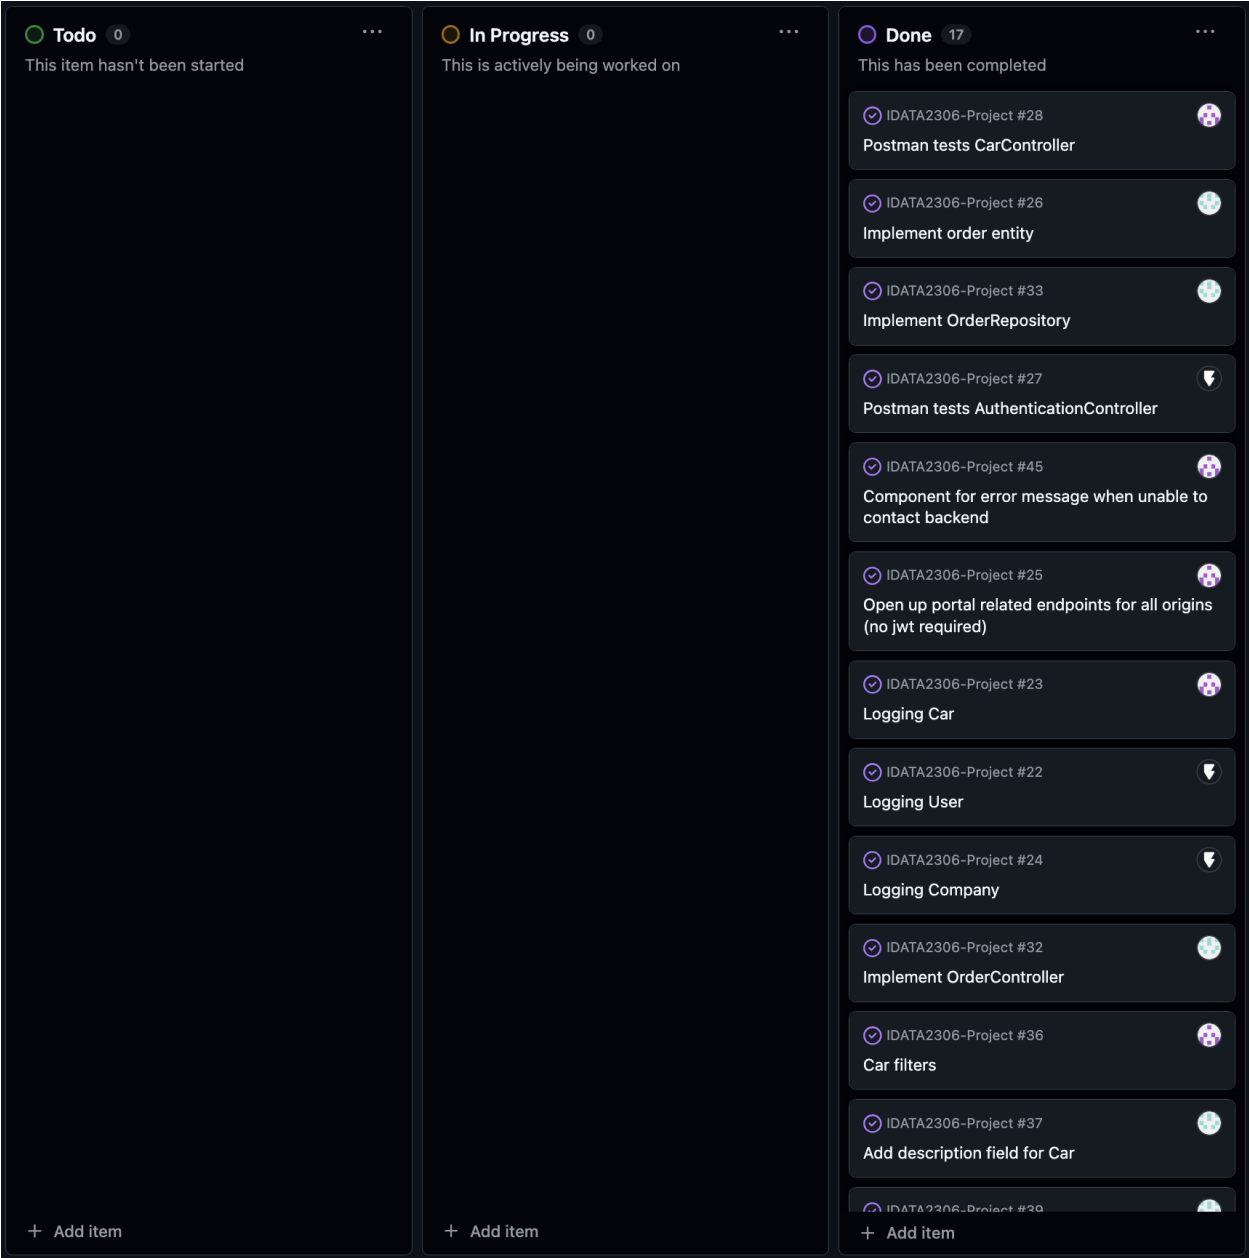 Todo 0
This item hasn't been started
Add item
In Progress 0
This is actively being worked on
Add item
Done 17
This has been completed
IDATA2306-Project #28
Postman tests CarController
IDATA2306-Project #26
Implement order entity
IDATA2306-Project #33
Implement OrderRepository
IDATA2306-Project #27
Postman tests AuthenticationController
IDATA2306-Project #45
Component for error message when unable to
contact backend
IDATA2306-Project #25
Open up portal related endpoints for all origins
(no jwt required)
IDATA2306-Project #23
Logging Car
IDATA2306-Project #22
Logging User
IDATA2306-Project #24
Logging Company
IDATA2306-Project #32
Implement OrderController
IDATA2306-Project #36
Car filters
IDATA2306-Project #37
Add description field for Car
IDATA2306-Project #39
Add item